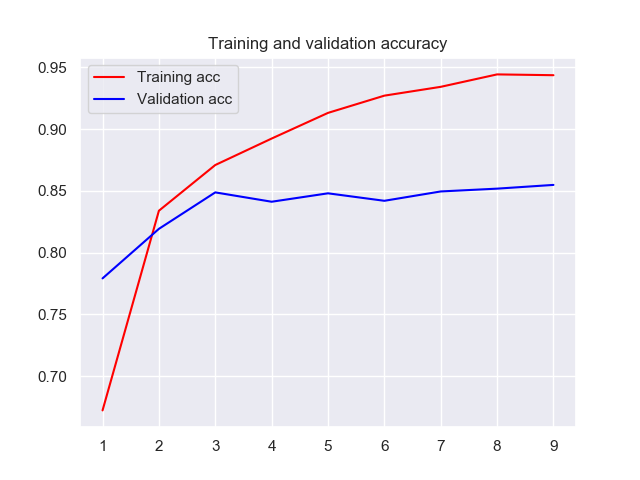 Training and validation accuracy
0.95
Training acc
Validation acc
0.90
0.85
0.80
0.75
0.70
1 2 3 4 5 6 7 8 9